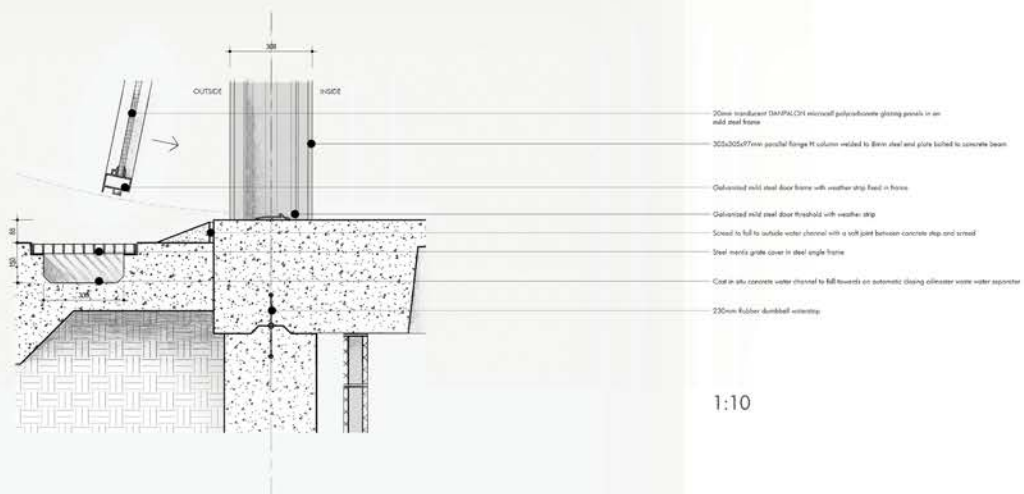 308
OUTSIDE
INSIDE
20mm translucent DANPALON microcell polycarbonate glazing panels in an
mild steel frame
305x305x97mm parallel flange H column welded to 8mm steel end plate bolted to concrete beam
Galvanized mild steel door frame with weather strip fixed in frame
Galvanized mild steel door threshold with weather strip
Screed to fall to outside water channel with a soft joint between concrete step and screed
Steel mentis grate cover in steel angle frame
Cast in situ concrete water channel to fall towards an automatic closing oil/water waste water separator
230mm Rubber dumbbell waterstop
85
150
1:10